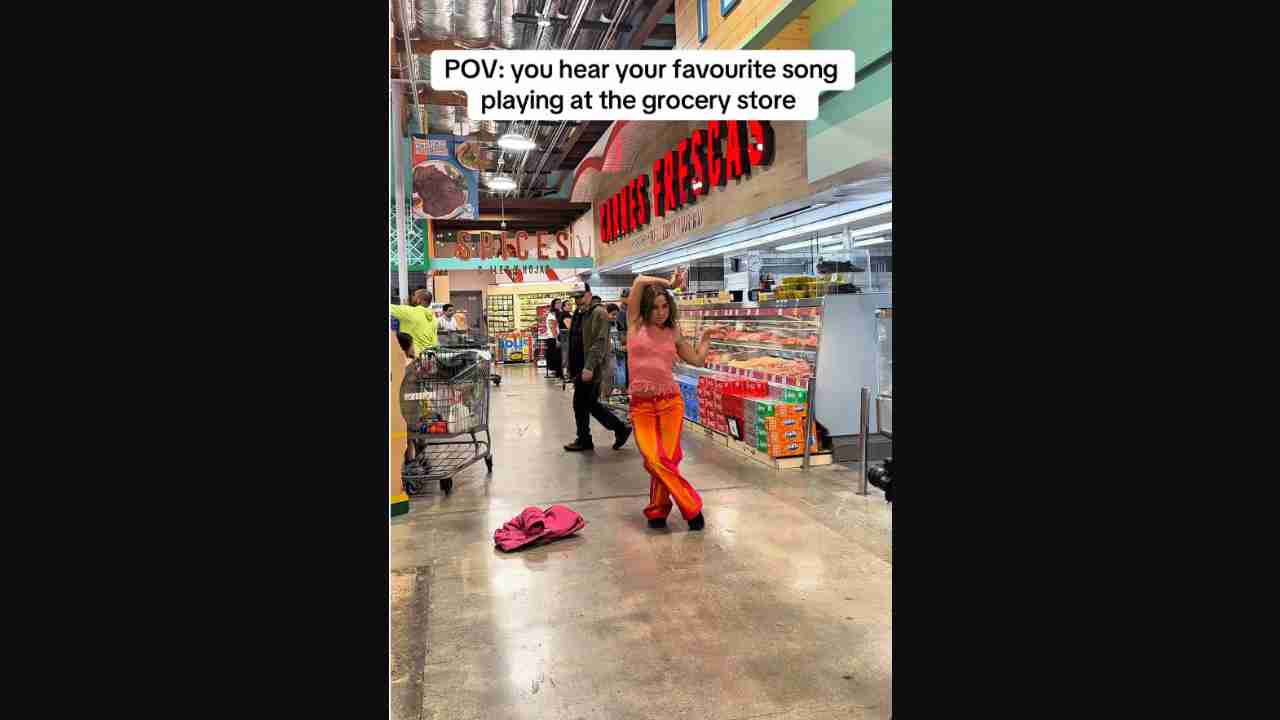 POV: you hear your favourite song
playing at the grocery store
CARNES FRESCAS
SPICES